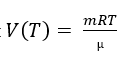 V(T) = mRT/μ